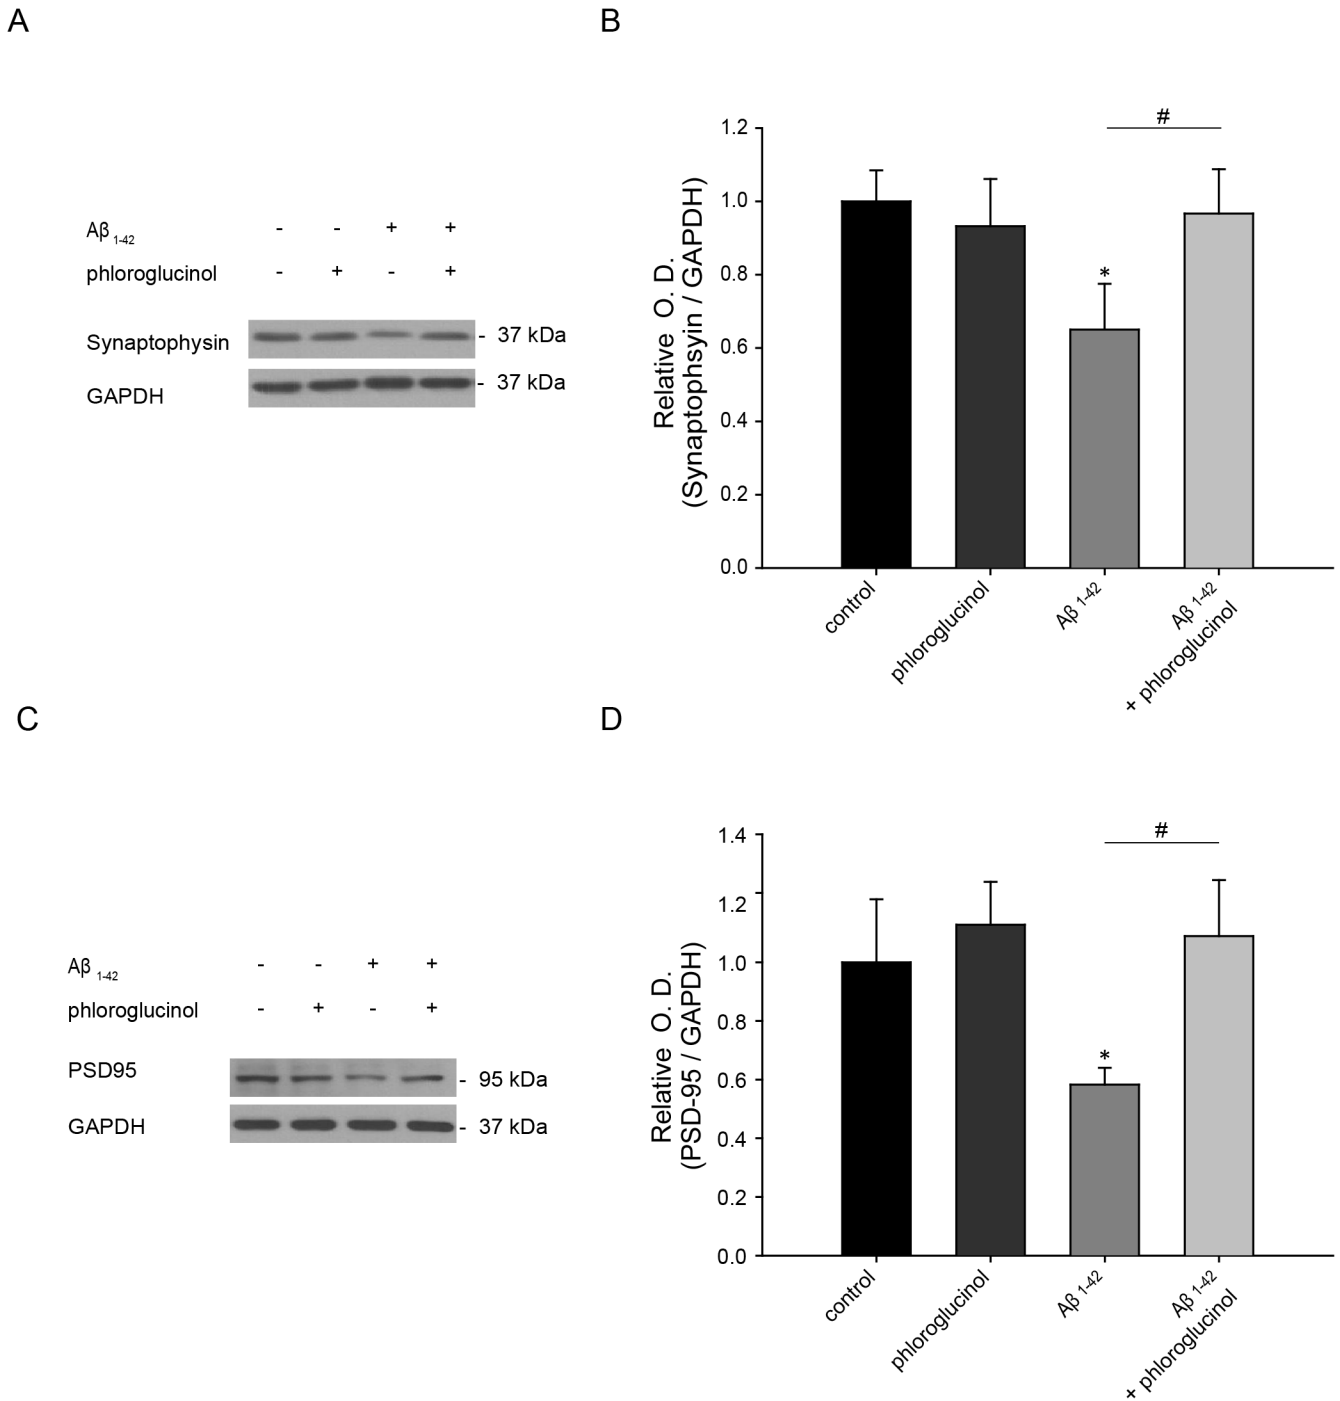 A
Aβ 1-42 - - + +
phloroglucinol - + - +
Synaptophysin - 37 kDa
GAPDH - 37 kDa
B
#
1.2
1.0
0.8
0.6
0.4
0.2
0.0
*
Relative O. D.
(Synaptophsyin / GAPDH)
control
phloroglucinol
Aβ 1-42
Aβ 1-42
+ phloroglucinol
C
Aβ 1-42 - - + +
phloroglucinol - + - +
PSD95 - 95 kDa
GAPDH - 37 kDa
D
#
1.4
1.2
1.0
0.8
0.6
0.4
0.2
0.0
*
Relative O. D.
(PSD-95 / GAPDH)
control
phloroglucinol
Aβ 1-42
Aβ 1-42
+ phloroglucinol